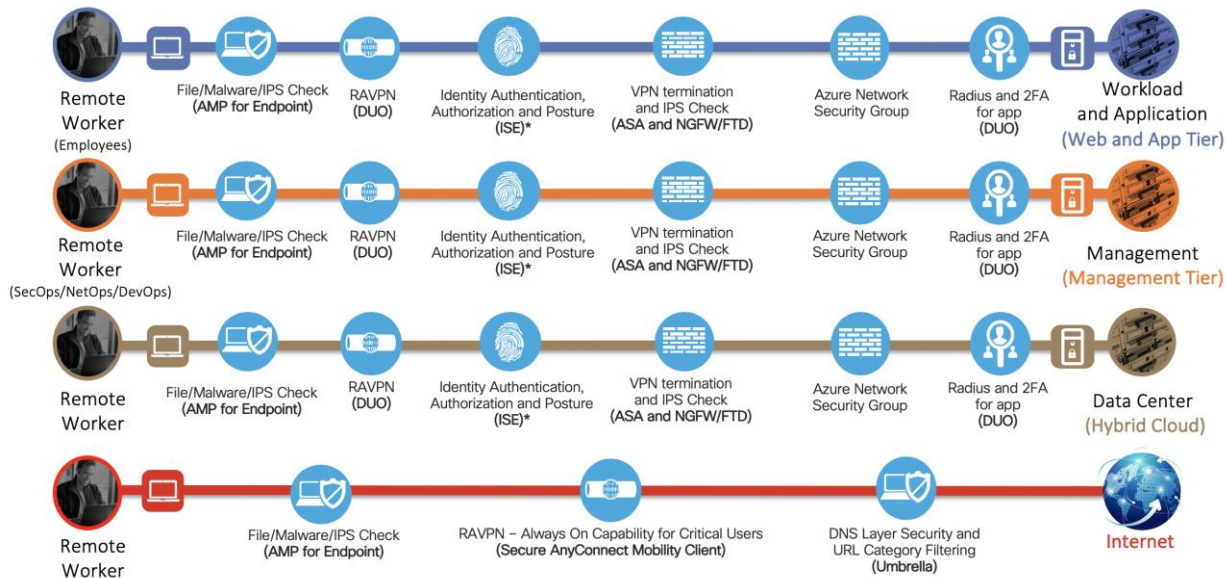 File/Malware/IPS Check
(AMP for Endpoint)
RAVPN
(DUO)
Identity Authentication,
Authorization and Posture
(ISE)*
VPN termination
and IPS Check
(ASA and NGFW/FTD)
Azure Network
Security Group
Radius and 2FA
for app
(DUO)
Remote
Worker
(Employees)
Workload
and Application
(Web and App Tier)
File/Malware/IPS Check
(AMP for Endpoint)
RAVPN
(DUO)
Identity Authentication,
Authorization and Posture
(ISE)*
VPN termination
and IPS Check
(ASA and NGFW/FTD)
Azure Network
Security Group
Radius and 2FA
for app
(DUO)
Remote
Worker
(SecOps/NetOps/DevOps)
Management
(Management Tier)
File/Malware/IPS Check
(AMP for Endpoint)
RAVPN
(DUO)
Identity Authentication,
Authorization and Posture
(ISE)*
VPN termination
and IPS Check
(ASA and NGFW/FTD)
Azure Network
Security Group
Radius and 2FA
for app
(DUO)
Remote
Worker
Data Center
(Hybrid Cloud)
File/Malware/IPS Check
(AMP for Endpoint)
RAVPN – Always On Capability for Critical Users
(Secure AnyConnect Mobility Client)
DNS Layer Security and
URL Category Filtering
(Umbrella)
Remote
Worker
Internet